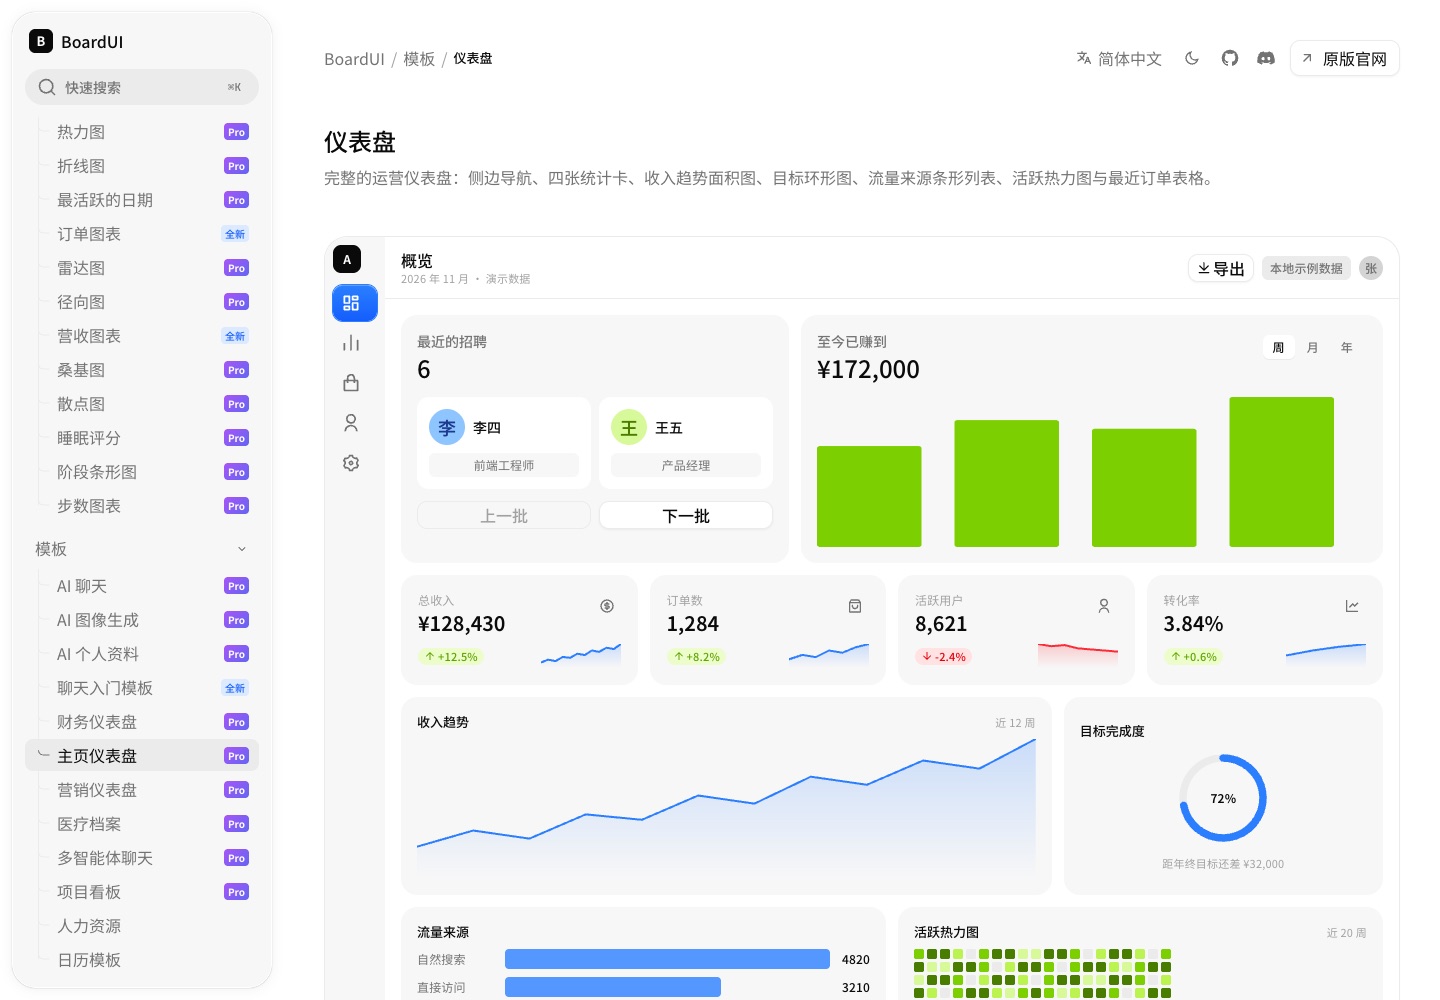 B BoardUI
快速搜索 ⌘K
热力图 Pro
折线图 Pro
最活跃的日期 Pro
订单图表 全新
雷达图 Pro
径向图 Pro
营收图表 全新
桑基图 Pro
散点图 Pro
睡眠评分 Pro
阶段条形图 Pro
步数图表 Pro
模板
AI 聊天 Pro
AI 图像生成 Pro
AI 个人资料 Pro
聊天入门模板 全新
财务仪表盘 Pro
主页仪表盘 Pro
营销仪表盘 Pro
医疗档案 Pro
多智能体聊天 Pro
项目看板 Pro
人力资源
日历模板
BoardUI / 模板 / 仪表盘
简体中文
原版官网
仪表盘
完整的运营仪表盘：侧边导航、四张统计卡、收入趋势面积图、目标环形图、流量来源条形列表、活跃热力图与最近订单表格。
A
概览
2026 年 11 月 · 演示数据
导出 本地示例数据 张
最近的招聘
6
李 李四
前端工程师
王 王五
产品经理
上一批 下一批
至今已赚到
¥172,000
周 月 年
总收入
¥128,430
+12.5%
订单数
1,284
+8.2%
活跃用户
8,621
-2.4%
转化率
3.84%
+0.6%
收入趋势 近 12 周
目标完成度
72%
距年终目标还差 ¥32,000
流量来源
自然搜索 4820
直接访问 3210
活跃热力图 近 20 周